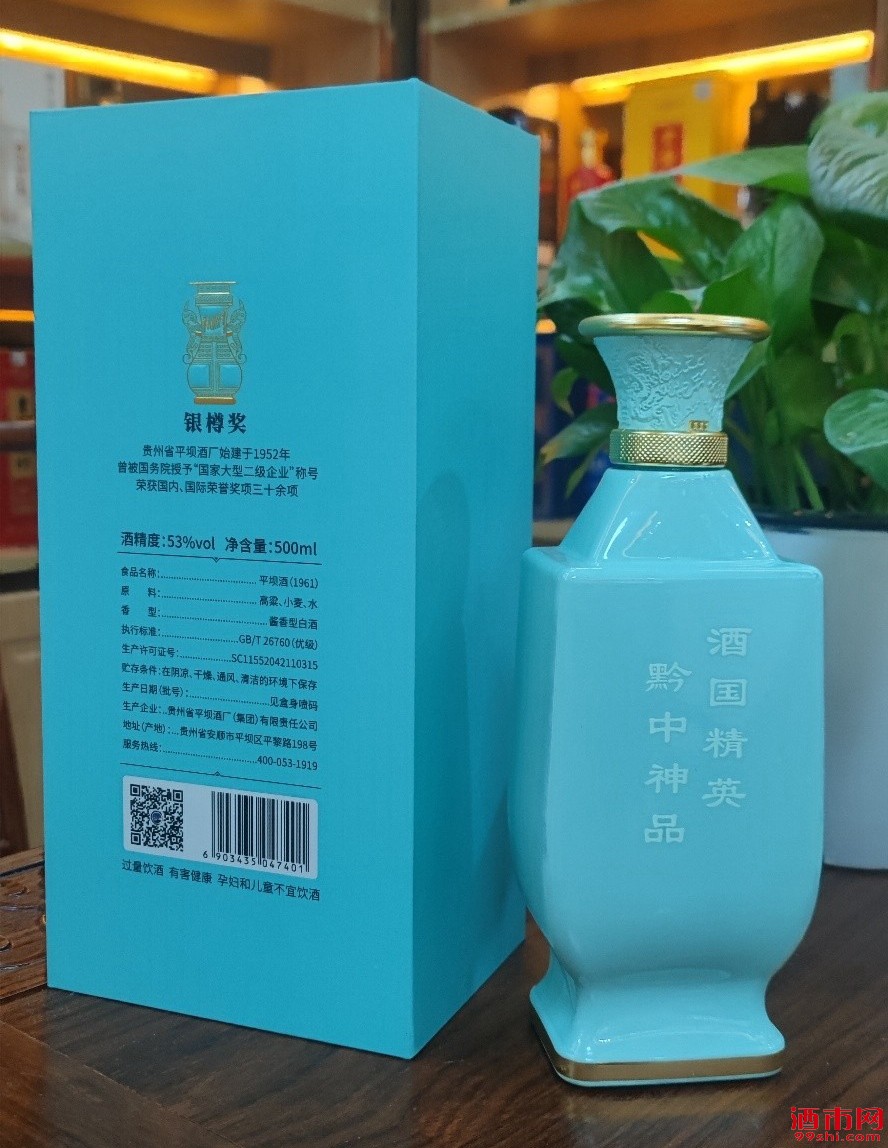 银樽奖
贵州省平坝酒厂始建于1952年
曾被国务院授予“国家大型二级企业”称号
荣获国内、国际荣誉奖项三十余项
酒精度:53%vol 净含量:500ml
食品名称:................................平坝酒(1961)
原 料:................................高粱、小麦、水
香 型:................................酱香型白酒
执行标准:........................GB/T 26760(优级)
生产许可证号:..................SC11552042110315
贮存条件:在阴凉、干燥、通风、清洁的环境下保存
生产日期(批号):........................见盒身喷码
生产企业:..贵州省平坝酒厂(集团)有限责任公司
地址(产地):...贵州省安顺市平坝区平黎路198号
服务热线:................................400-053-1919
6 903435 047401
过量饮酒 有害健康 孕妇和儿童不宜饮酒
酒国精英
黔中神品
酒市网
99shi.com